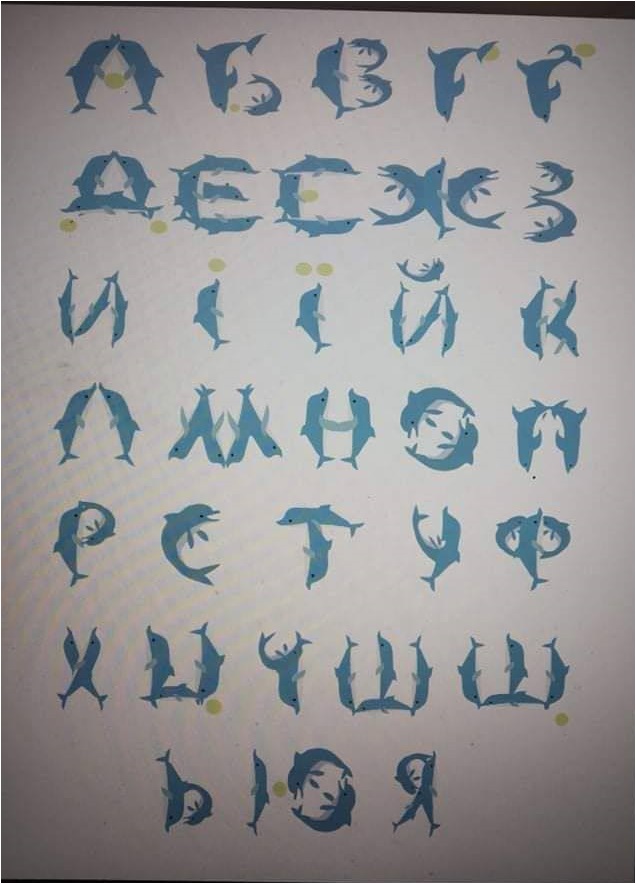 А Б В Г Ґ
Д Е Є Ж З
И І Ї Й К
Л М Н О П
Р С Т У Ф
Х Ц Ч Ш Щ
Ь Ю Я